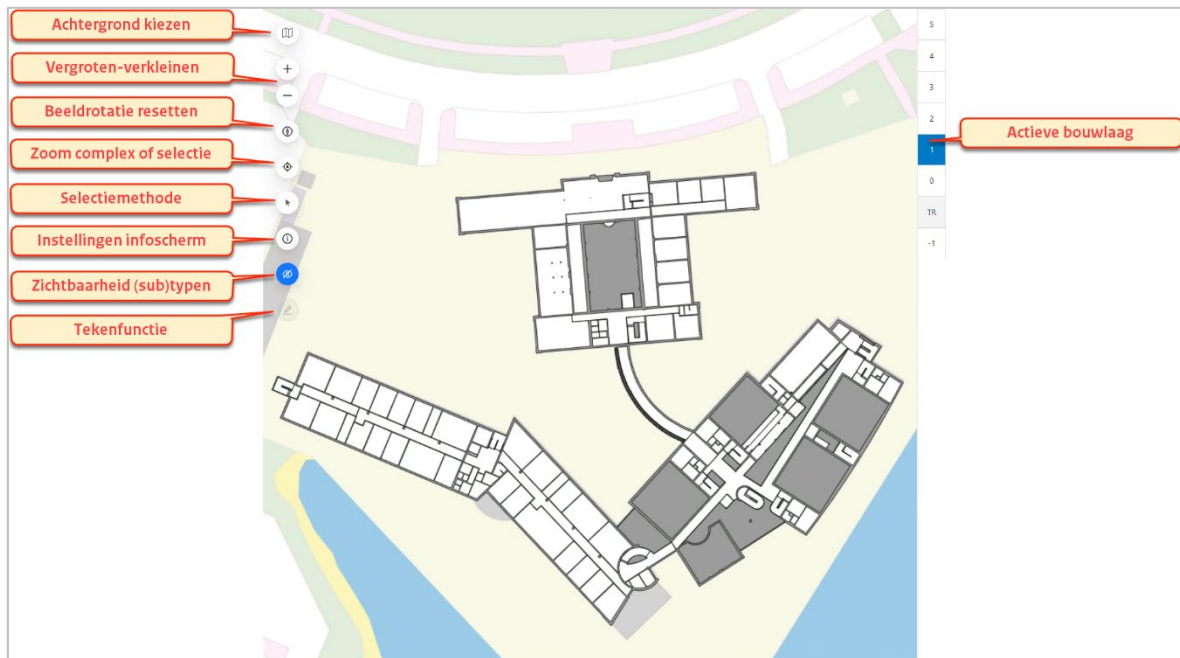 Achtergrond kiezen
Vergroten-verkleinen
Beeldrotatie resetten
Zoom complex of selectie
Selectiemethode
Instellingen infoscherm
Zichtbaarheid (sub)typen
Tekenfunctie
5
4
3
2
1
0
TR
-1
Actieve bouwlaag